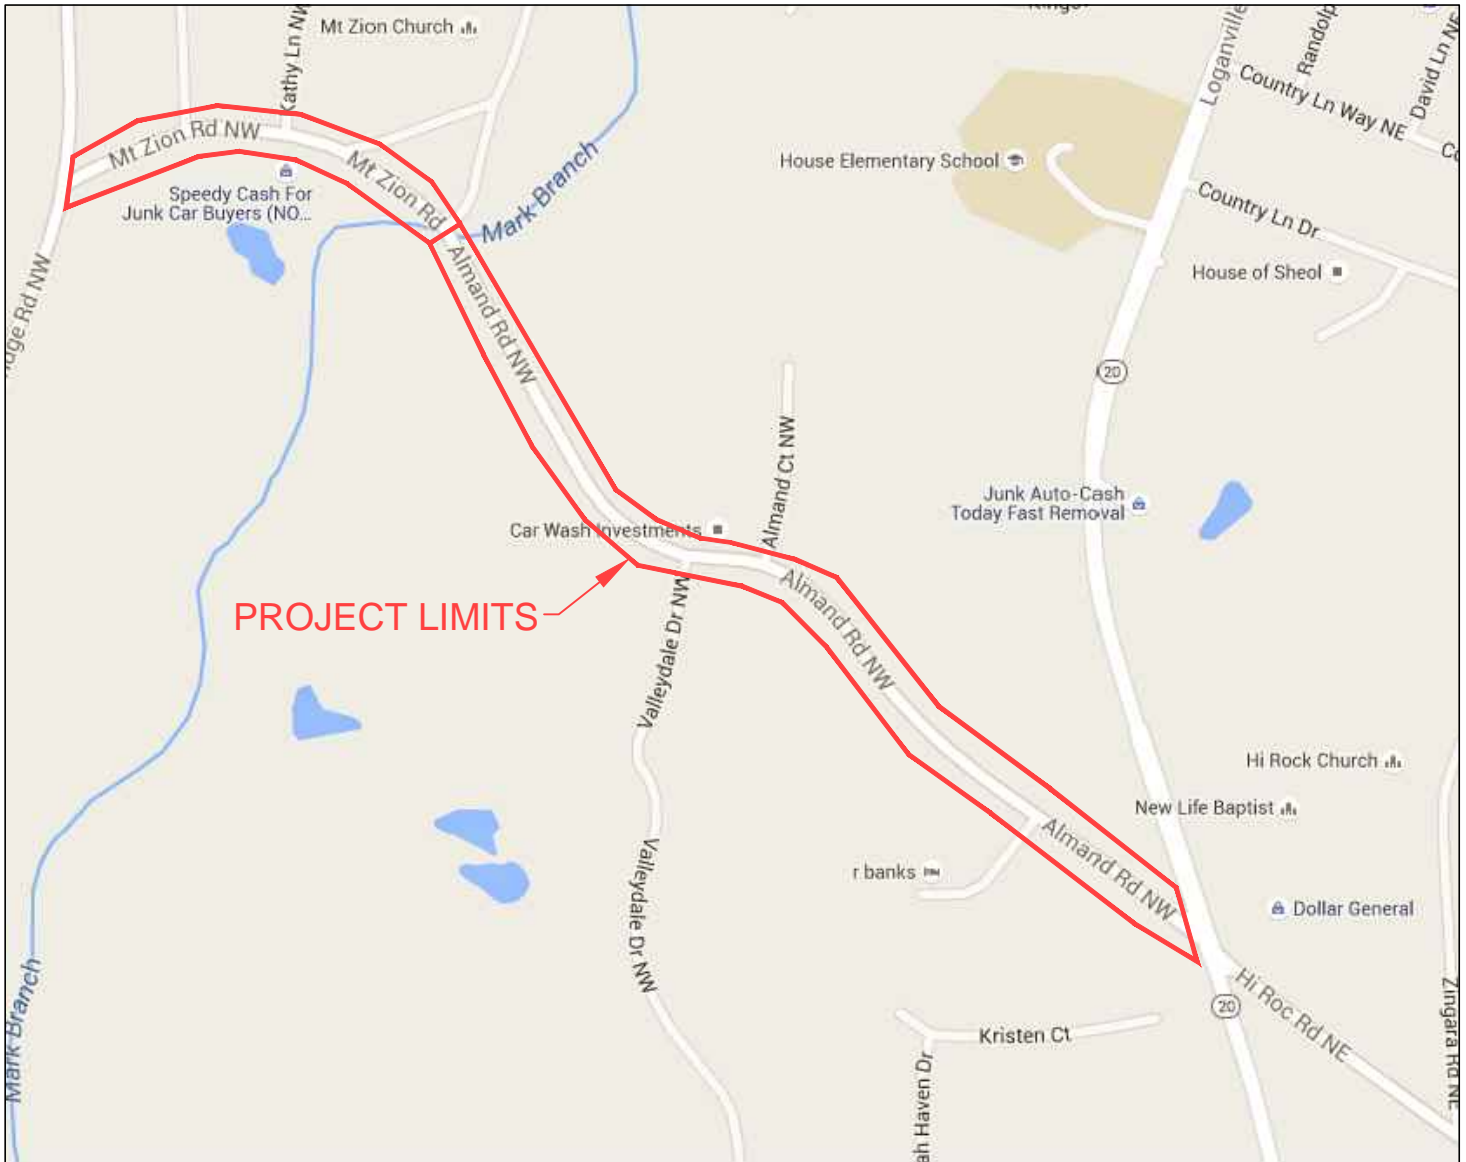 Mt Zion Church
Kathy Ln NW
Loganville
Country Ln Way NE
David Ln NE
Mt Zion Rd NW
Mt Zion Rd
Mark Branch
House Elementary School
Speedy Cash For
Junk Car Buyers (NO...
Country Ln Dr
House of Sheol
Rd NW
Almand Rd NW
20
Almand Ct NW
Junk Auto-Cash
Today Fast Removal
Car Wash Investments
Almand Rd NW
PROJECT LIMITS
Valleydale Dr NW
Hi Rock Church
New Life Baptist
Almand Rd NW
r banks
Dollar General
Valleydale Dr NW
Mark Branch
20
Hi Roc Rd NE
Zingara Rd NE
Kristen Ct
Haven Dr